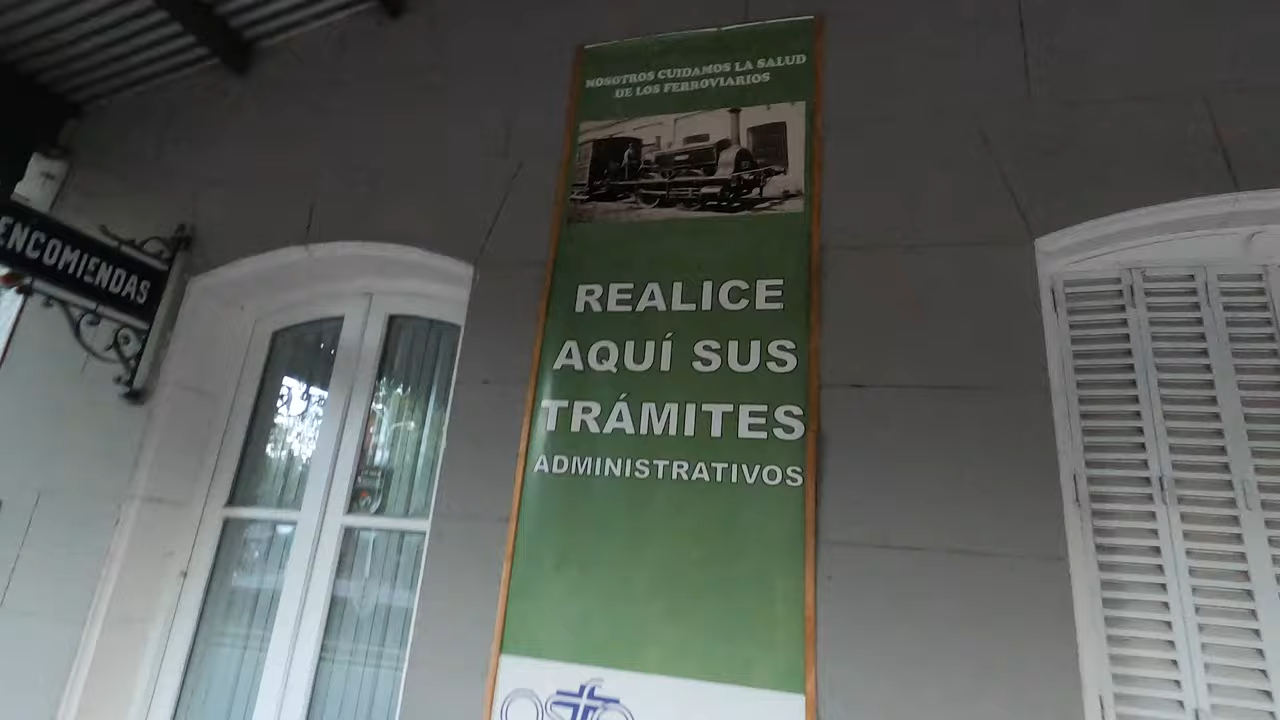 ENCOMIENDAS
NOSOTROS CUIDAMOS LA SALUD
DE LOS FERROVIARIOS
REALICE
AQUÍ SUS
TRÁMITES
ADMINISTRATIVOS